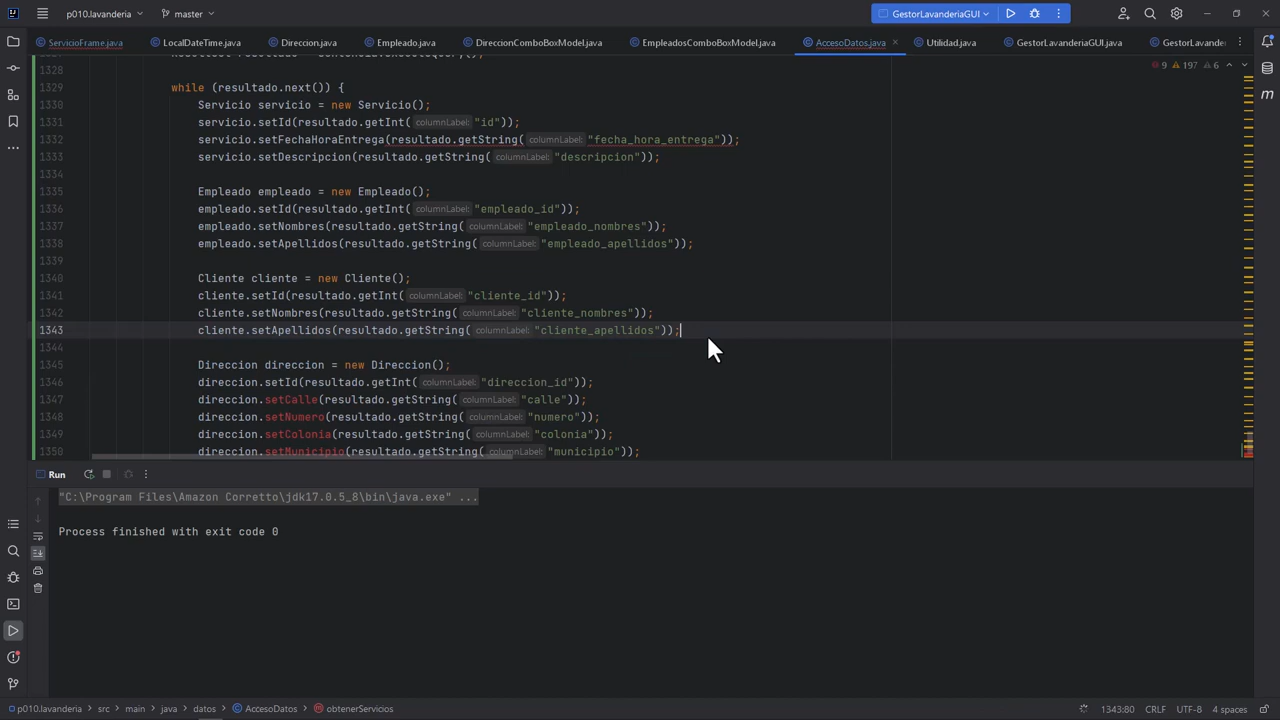 p010.lavanderia master GestorLavanderiaGUI
ServicioFrame.java LocalDateTime.java Direccion.java Empleado.java DireccionComboBoxModel.java EmpleadosComboBoxModel.java AccesoDatos.java Utilidad.java GestorLavanderiaGUI.java
9 197 6
1328
1329 while (resultado.next()) {
1330 Servicio servicio = new Servicio();
1331 servicio.setId(resultado.getInt( columnLabel: "id"));
1332 servicio.setFechaHoraEntrega(resultado.getString( columnLabel: "fecha_hora_entrega"));
1333 servicio.setDescripcion(resultado.getString( columnLabel: "descripcion"));
1334
1335 Empleado empleado = new Empleado();
1336 empleado.setId(resultado.getInt( columnLabel: "empleado_id"));
1337 empleado.setNombres(resultado.getString( columnLabel: "empleado_nombres"));
1338 empleado.setApellidos(resultado.getString( columnLabel: "empleado_apellidos"));
1339
1340 Cliente cliente = new Cliente();
1341 cliente.setId(resultado.getInt( columnLabel: "cliente_id"));
1342 cliente.setNombres(resultado.getString( columnLabel: "cliente_nombres"));
1343 cliente.setApellidos(resultado.getString( columnLabel: "cliente_apellidos"));
1344
1345 Direccion direccion = new Direccion();
1346 direccion.setId(resultado.getInt( columnLabel: "direccion_id"));
1347 direccion.setCalle(resultado.getString( columnLabel: "calle"));
1348 direccion.setNumero(resultado.getString( columnLabel: "numero"));
1349 direccion.setColonia(resultado.getString( columnLabel: "colonia"));
1350 direccion.setMunicipio(resultado.getString( columnLabel: "municipio"));
Run
"C:\Program Files\Amazon Corretto\jdk17.0.5_8\bin\java.exe" ...
Process finished with exit code 0
p010.lavanderia src main java datos AccesoDatos obtenerServicios 1343:80 CRLF UTF-8 4 spaces